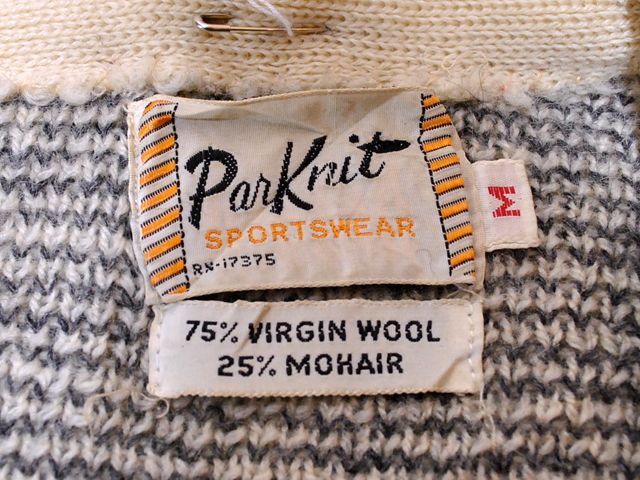 ParKnit
SPORTSWEAR
RN-17375
M
75% VIRGIN WOOL
25% MOHAIR